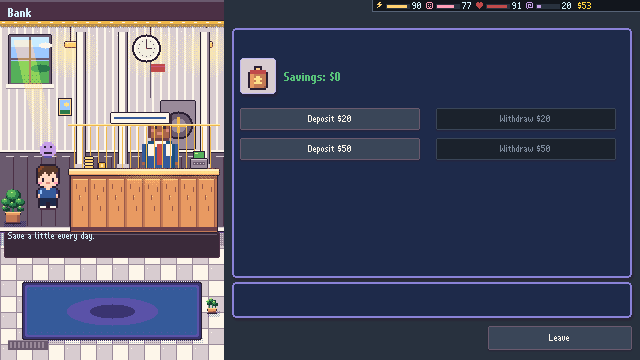 Bank
90 77 91 20 $53
Savings: $0
Deposit $20 Withdraw $20
Deposit $50 Withdraw $50
Save a little every day.
Leave